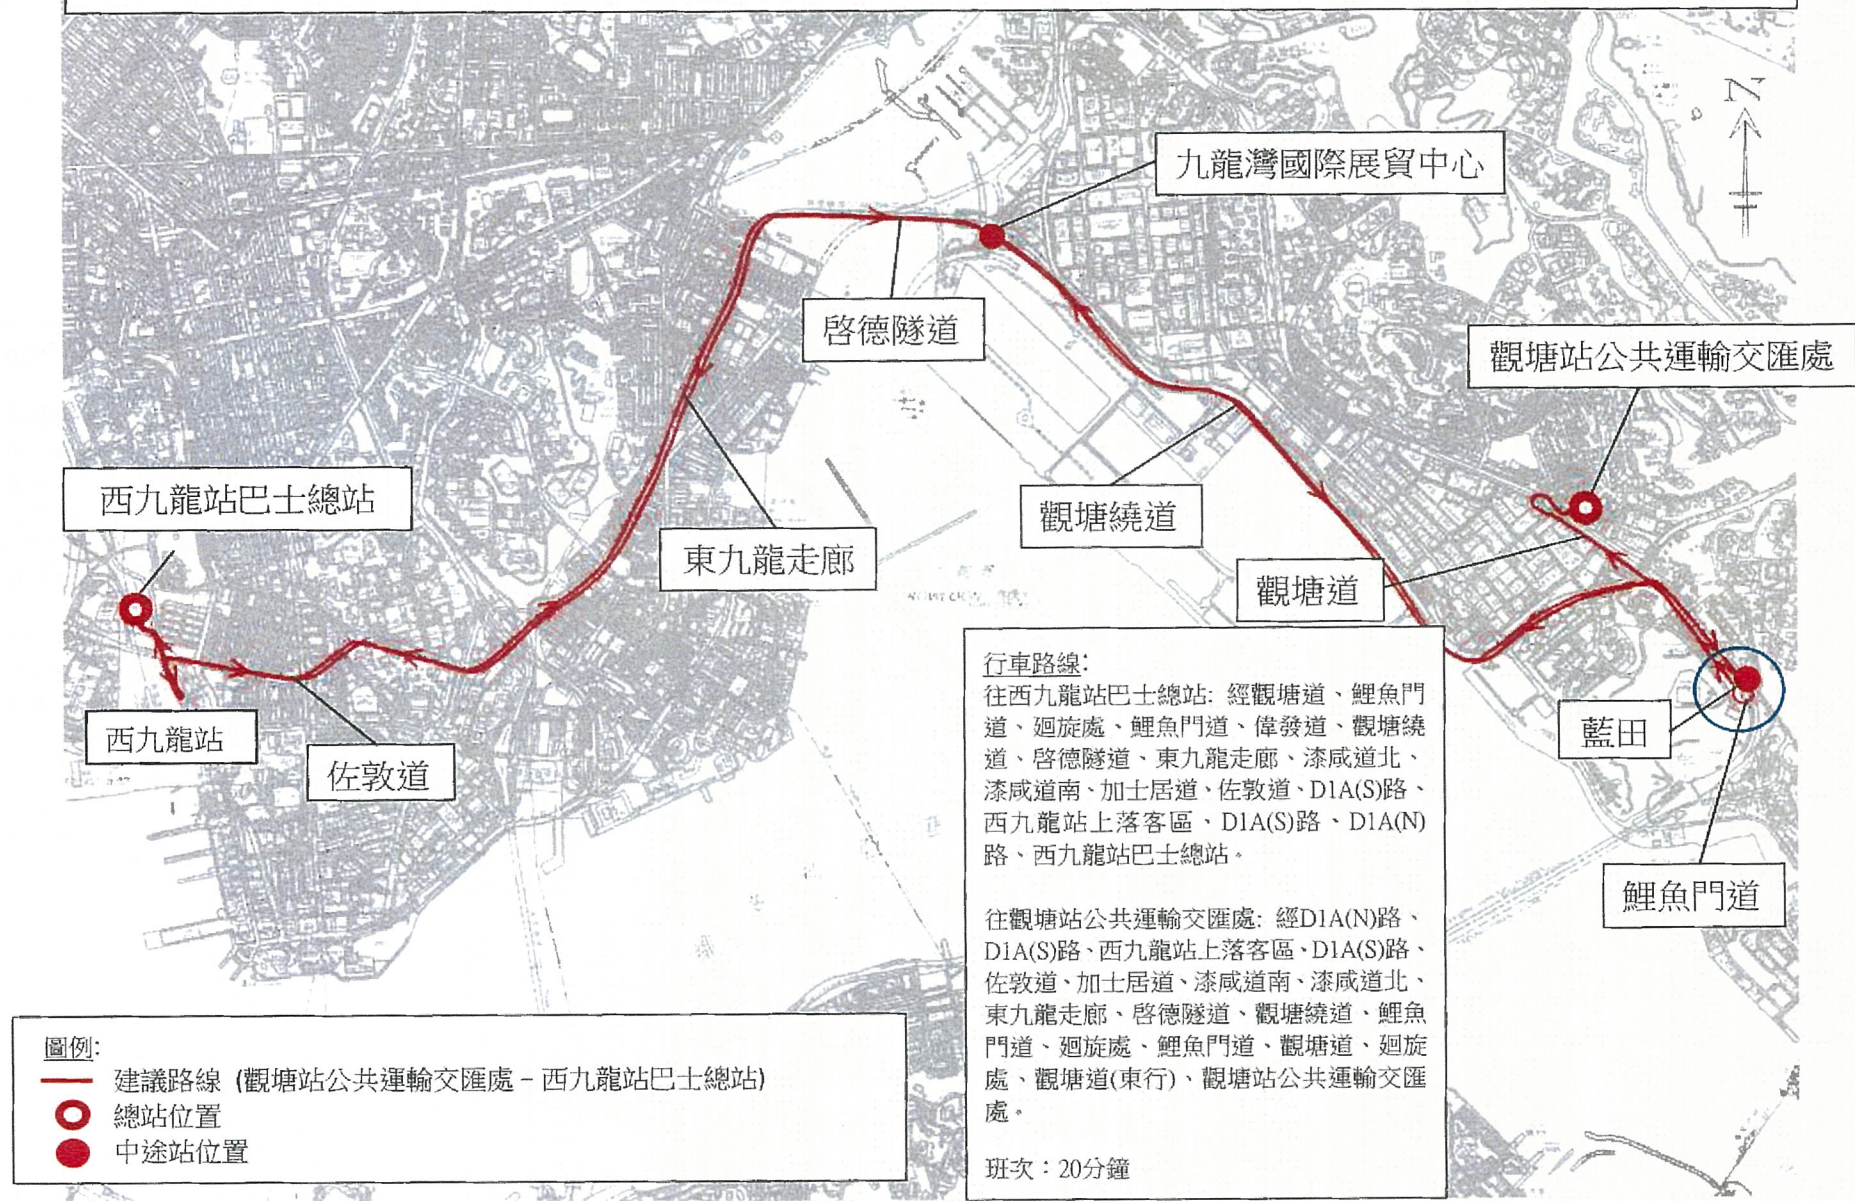 N
九龍灣國際展貿中心
啓德隧道
觀塘站公共運輸交匯處
西九龍站巴士總站
觀塘繞道
東九龍走廊
觀塘道
西九龍站
佐敦道
藍田
鯉魚門道
行車路線:
往西九龍站巴士總站: 經觀塘道、鯉魚門
道、廻旋處、鯉魚門道、偉發道、觀塘繞
道、啓德隧道、東九龍走廊、漆咸道北、
漆咸道南、加士居道、佐敦道、D1A(S)路、
西九龍站上落客區、D1A(S)路、D1A(N)
路、西九龍站巴士總站。
往觀塘站公共運輸交匯處: 經D1A(N)路、
D1A(S)路、西九龍站上落客區、D1A(S)路、
佐敦道、加士居道、漆咸道南、漆咸道北、
東九龍走廊、啓德隧道、觀塘繞道、鯉魚
門道、廻旋處、鯉魚門道、觀塘道、廻旋
處、觀塘道(東行)、觀塘站公共運輸交匯
處。
班次：20分鐘
圖例:
建議路線 (觀塘站公共運輸交匯處 – 西九龍站巴士總站)
總站位置
中途站位置